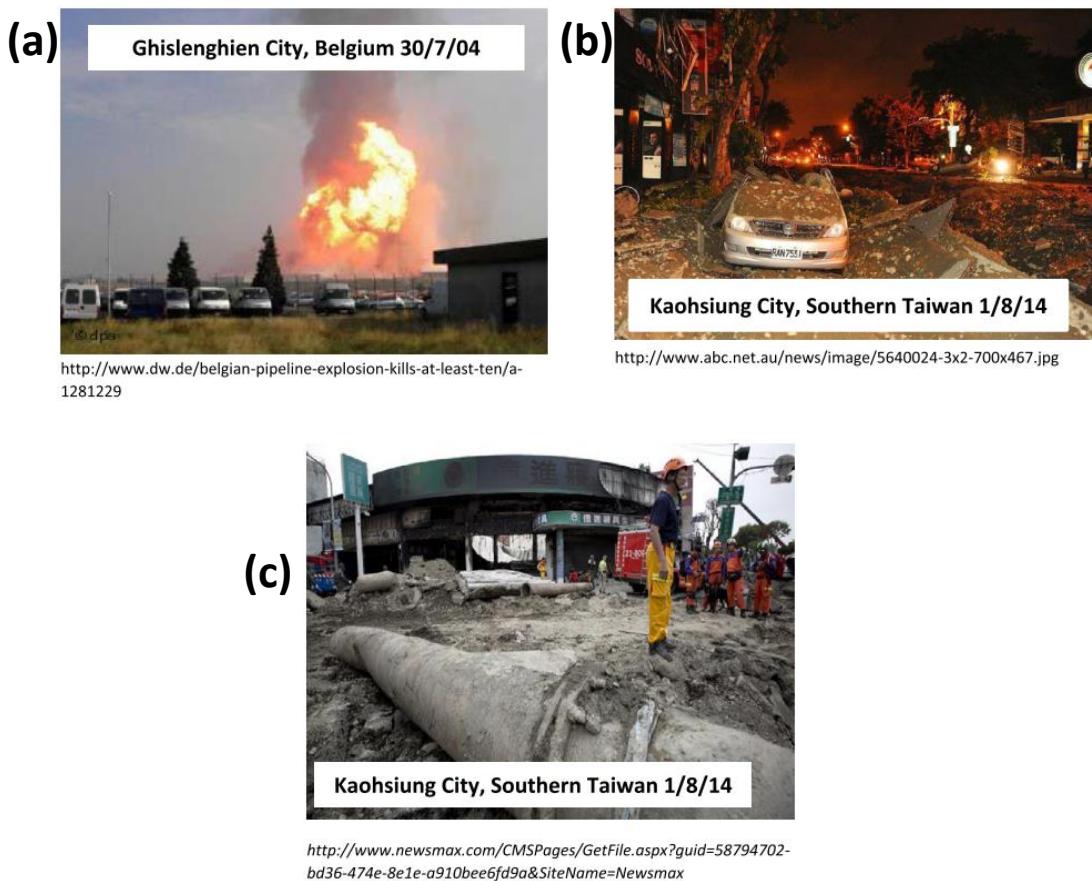 (a)
Ghislenghien City, Belgium 30/7/04
© dpa
http://www.dw.de/belgian-pipeline-explosion-kills-at-least-ten/a-
1281229
(b)
RAN7551
Kaohsiung City, Southern Taiwan 1/8/14
http://www.abc.net.au/news/image/5640024-3x2-700x467.jpg
(c)
進
Kaohsiung City, Southern Taiwan 1/8/14
http://www.newsmax.com/CMSPages/GetFile.aspx?guid=58794702-
bd36-474e-8e1e-a910bee6fd9a&SiteName=Newsmax